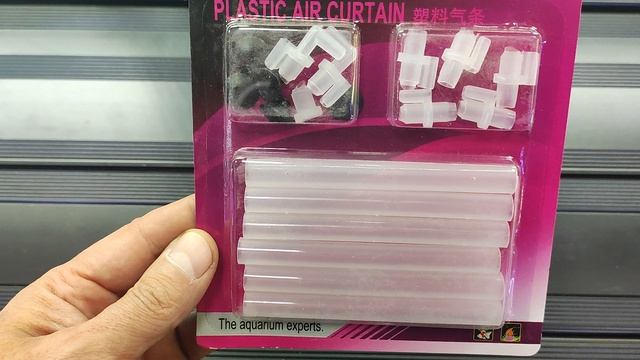 PLASTIC AIR CURTAIN 塑料气条
The aquarium experts.